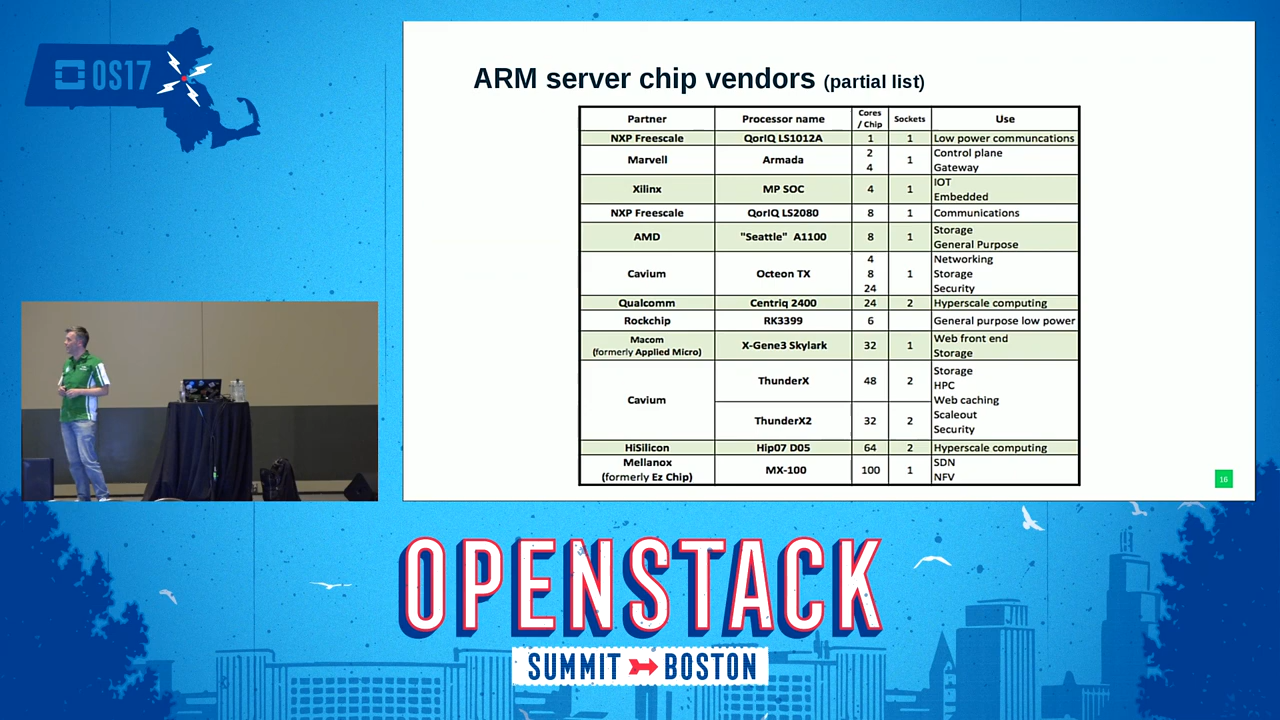 OS17
ARM server chip vendors (partial list)
Partner Processor name Cores / Chip Sockets Use
NXP Freescale QorIQ LS1012A 1 1 Low power communcations
Marvell Armada 2 4 1 Control plane Gateway
Xilinx MP SOC 4 1 IOT Embedded
NXP Freescale QorIQ LS2080 8 1 Communications
AMD "Seattle" A1100 8 1 Storage General Purpose
Cavium Octeon TX 4 8 24 1 Networking Storage Security
Qualcomm Centriq 2400 24 2 Hyperscale computing
Rockchip RK3399 6 General purpose low power
Macom (formerly Applied Micro) X-Gene3 Skylark 32 1 Web front end Storage
Cavium ThunderX 48 2 Storage HPC Web caching Scaleout Security
ThunderX2 32 2
HiSilicon Hip07 D05 64 2 Hyperscale computing
Mellanox (formerly Ez Chip) MX-100 100 1 SDN NFV
16
OPENSTACK
SUMMIT BOSTON